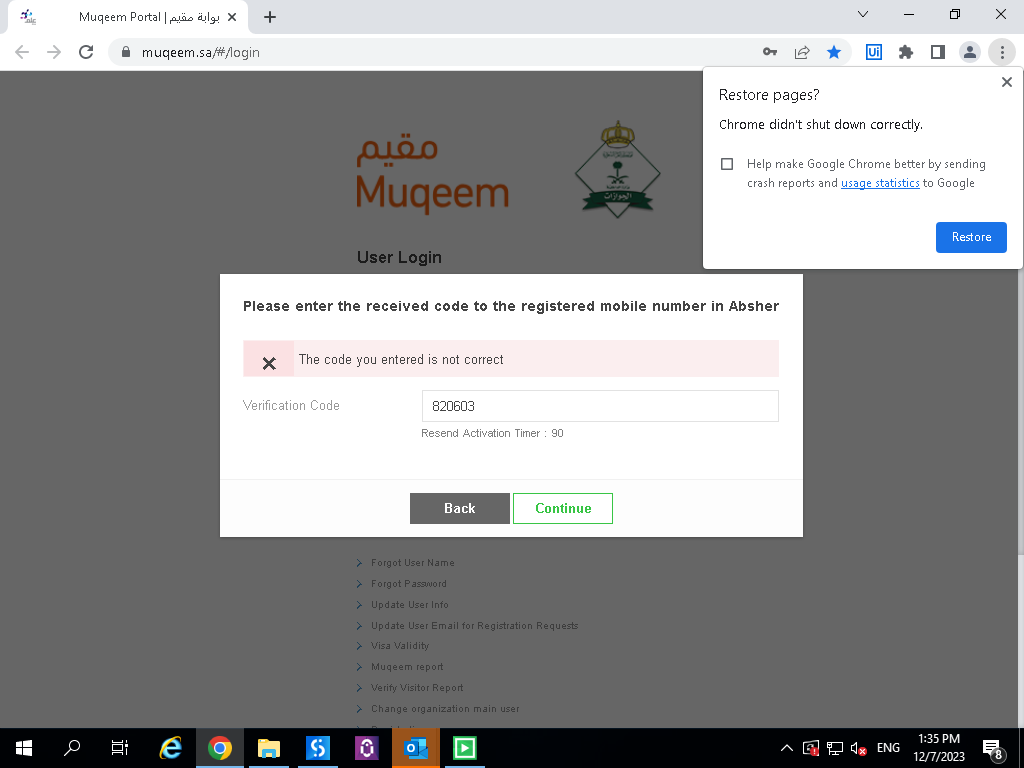 Muqeem Portal | بوابة مقيم
muqeem.sa/#/login
Restore pages?
Chrome didn't shut down correctly.
Help make Google Chrome better by sending
crash reports and usage statistics to Google
Restore
مقيم
Muqeem
الجوازات
User Login
Please enter the received code to the registered mobile number in Absher
The code you entered is not correct
Verification Code
820603
Resend Activation Timer : 90
Back
Continue
Forgot User Name
Forgot Password
Update User Info
Update User Email for Registration Requests
Visa Validity
Muqeem report
Verify Visitor Report
Change organization main user
ENG
1:35 PM
12/7/2023
8